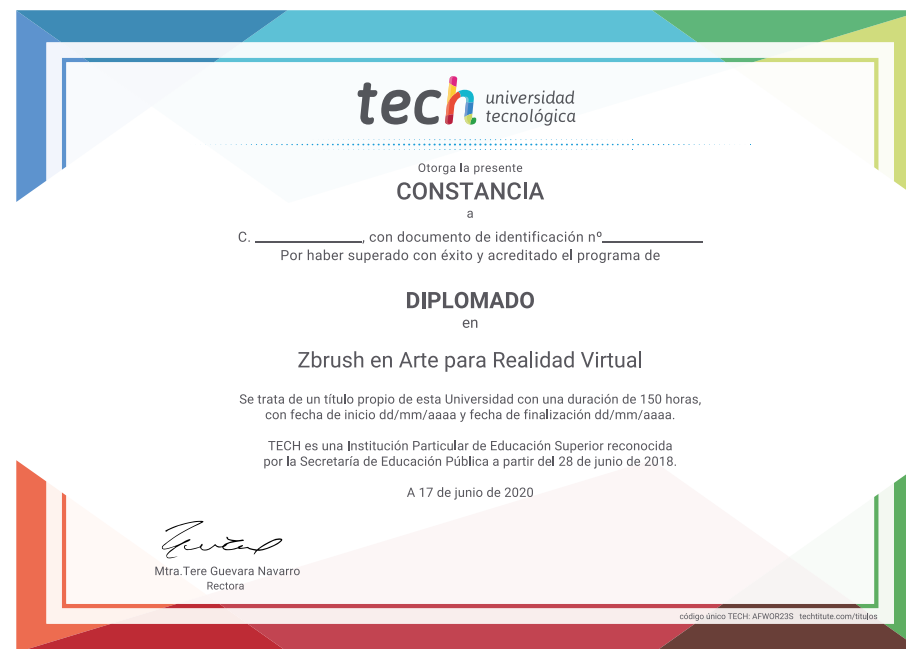 tech universidad
tecnológica
Otorga la presente
CONSTANCIA
a
C. ______________, con documento de identificación nº______________
Por haber superado con éxito y acreditado el programa de
DIPLOMADO
en
Zbrush en Arte para Realidad Virtual
Se trata de un título propio de esta Universidad con una duración de 150 horas,
con fecha de inicio dd/mm/aaaa y fecha de finalización dd/mm/aaaa.
TECH es una Institución Particular de Educación Superior reconocida
por la Secretaría de Educación Pública a partir del 28 de junio de 2018.
A 17 de junio de 2020
Mtra.Tere Guevara Navarro
Rectora
código único TECH: AFWOR23S techtitute.com/titulos